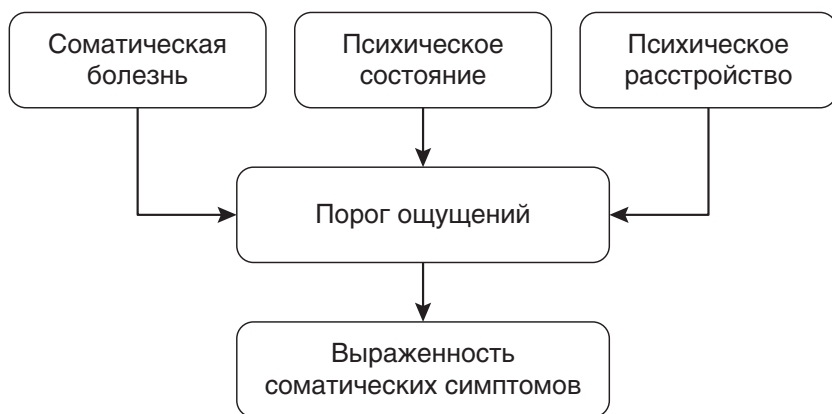 Соматическая
болезнь
Психическое
состояние
Психическое
расстройство
Порог ощущений
Выраженность
соматических симптомов